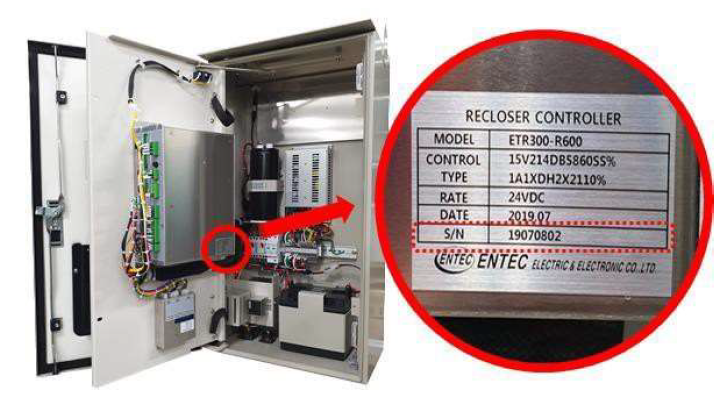 RECLOSER CONTROLLER
MODEL ETR300-R600
CONTROL TYPE 15V214DB5860SS%
1A1XDH2X2110%
RATE 24VDC
DATE 2019.07
S/N 19070802
ENTEC ENTEC ELECTRIC & ELECTRONIC CO. LTD.